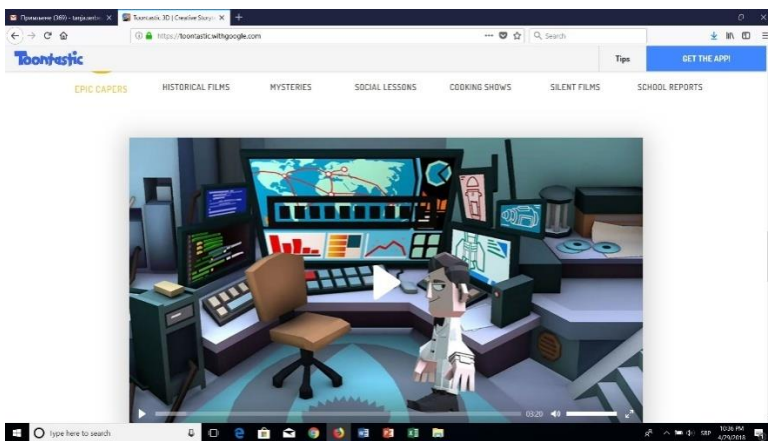 Toontastic 3D | Creative Storyt
https://toontastic.withgoogle.com
Search
Toontastic
Tips
GET THE APP!
EPIC CAPERS
HISTORICAL FILMS
MYSTERIES
SOCIAL LESSONS
COOKING SHOWS
SILENT FILMS
SCHOOL REPORTS
03:20
Type here to search
SRP
10:36 PM
4/29/2018